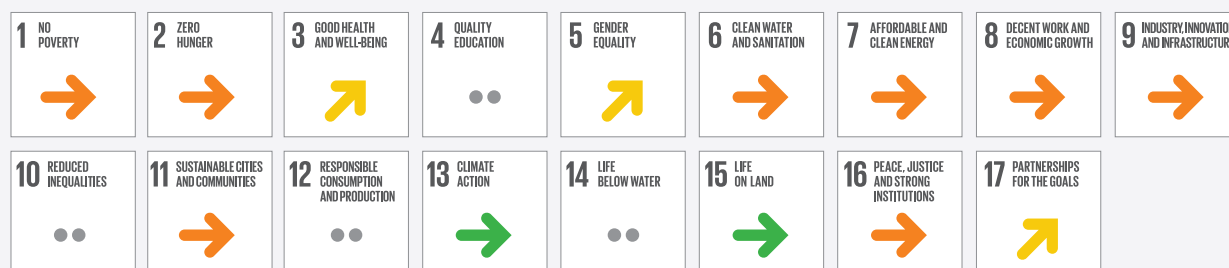 1 NO
POVERTY
2 ZERO
HUNGER
3 GOOD HEALTH
AND WELL-BEING
4 QUALITY
EDUCATION
5 GENDER
EQUALITY
6 CLEAN WATER
AND SANITATION
7 AFFORDABLE AND
CLEAN ENERGY
8 DECENT WORK AND
ECONOMIC GROWTH
9 INDUSTRY, INNOVATIO
AND INFRASTRUCTUR
10 REDUCED
INEQUALITIES
11 SUSTAINABLE CITIES
AND COMMUNITIES
12 RESPONSIBLE
CONSUMPTION
AND PRODUCTION
13 CLIMATE
ACTION
14 LIFE
BELOW WATER
15 LIFE
ON LAND
16 PEACE, JUSTICE
AND STRONG
INSTITUTIONS
17 PARTNERSHIPS
FOR THE GOALS